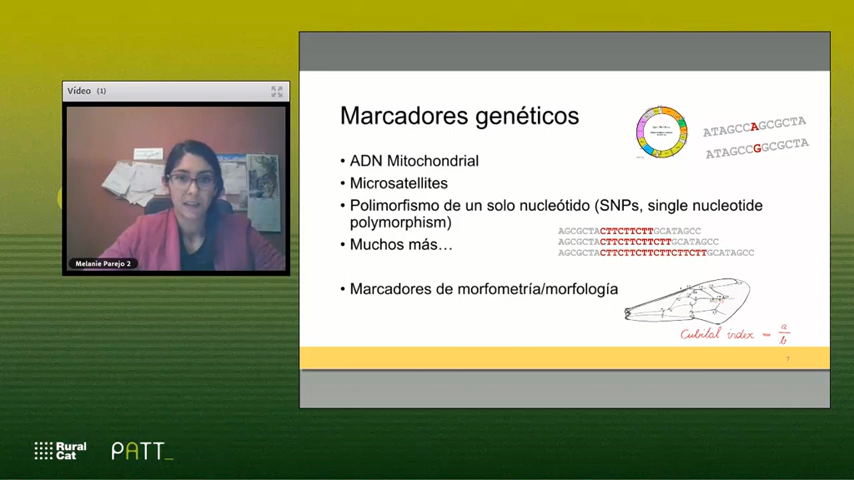 Vídeo (1)
Melanie Parejo 2
Marcadores genéticos
• ADN Mitochondrial
• Microsatellites
• Polimorfismo de un solo nucleótido (SNPs, single nucleotide
polymorphism)
• Muchos más…
• Marcadores de morfometría/morfología
ATAGCCAGCGCTA
ATAGCCGGCGCTA
AGCGCTACTTCTTCTTGCATAGCC
AGCGCTACTTCTTCTTCTTGCATAGCC
AGCGCTACTTCTTCTTCTTCTTCTTGCATAGCC
Cubital index = a
b
7
Rural
Cat
PATT_